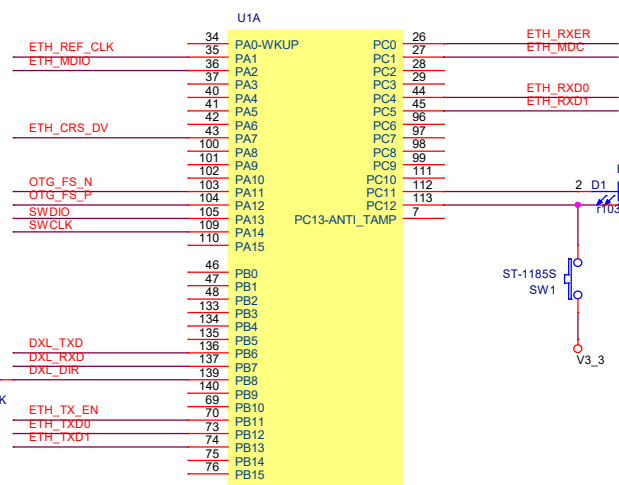 U1A
34 PA0-WKUP PC0 26 ETH_RXER
ETH_REF_CLK 35 PA1 PC1 27 ETH_MDC
ETH_MDIO 36 PA2 PC2 28
37 PA3 PC3 29
40 PA4 PC4 44 ETH_RXD0
41 PA5 PC5 45 ETH_RXD1
42 PA6 PC6 96
ETH_CRS_DV 43 PA7 PC7 97
100 PA8 PC8 98
101 PA9 PC9 99
102 PA10 PC10 111
OTG_FS_N 103 PA11 PC11 112 2 D1
OTG_FS_P 104 PA12 PC12 113 r103
SWDIO 105 PA13 PC13-ANTI_TAMP 7
SWCLK 109 PA14
110 PA15
46 PB0
ST-1185S
47 PB1
SW1
48 PB2
133 PB3
134 PB4
135 PB5
DXL_TXD 136 PB6
V3_3
DXL_RXD 137 PB7
DXL_DIR 139 PB8
140 PB9
K
69 PB10
ETH_TX_EN 70 PB11
ETH_TXD0 73 PB12
ETH_TXD1 74 PB13
75 PB14
76 PB15